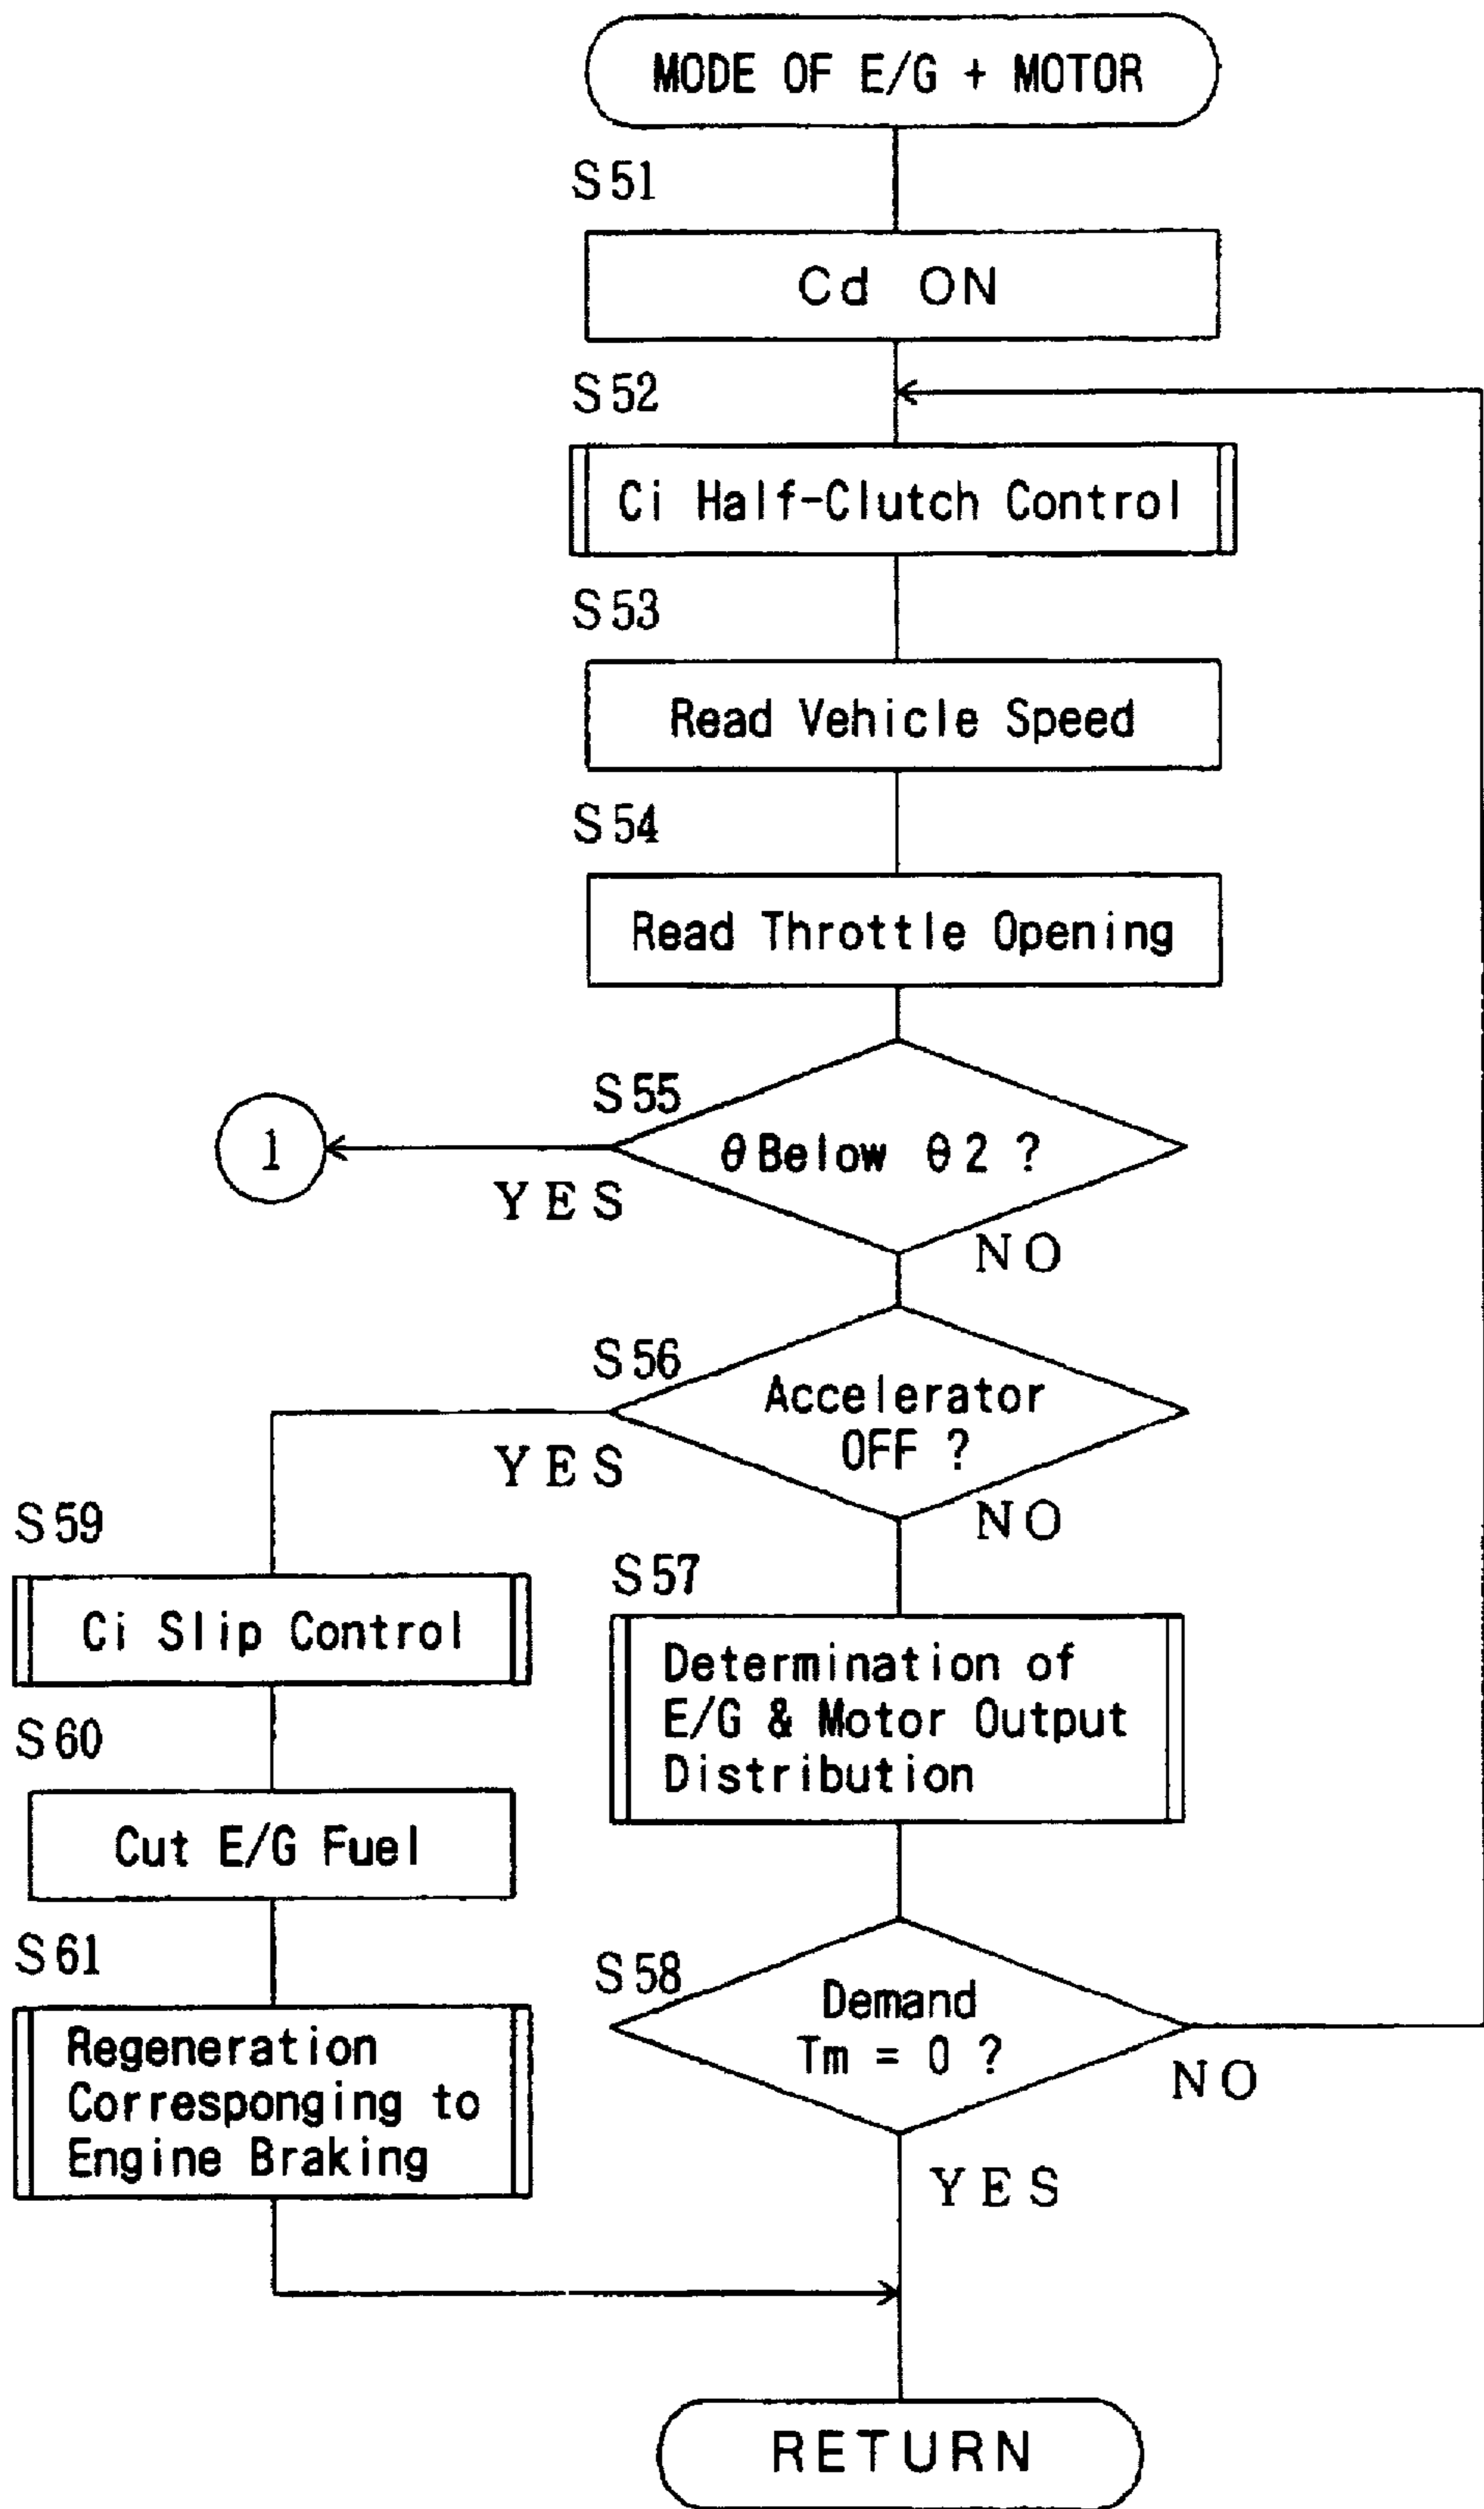 MODE OF E/G + MOTOR
S51
Cd ON
S52
Ci Half-Clutch Control
S53
Read Vehicle Speed
S54
Read Throttle Opening
S55
θ Below θ2 ?
1
YES
NO
S56
Accelerator
OFF ?
YES
NO
S59
Ci Slip Control
S57
Determination of
E/G & Motor Output
Distribution
S60
Cut E/G Fuel
S61
Regeneration
Corresponging to
Engine Braking
S58
Demand
Tm = 0 ?
NO
YES
RETURN